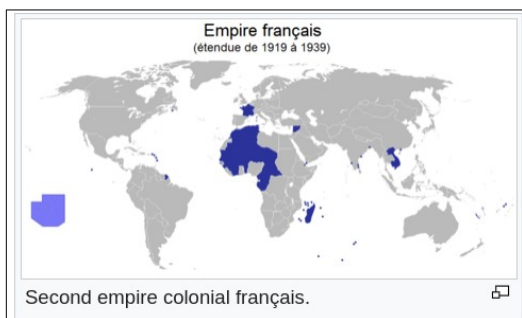 Empire français
(étendue de 1919 à 1939)
Second empire colonial français.